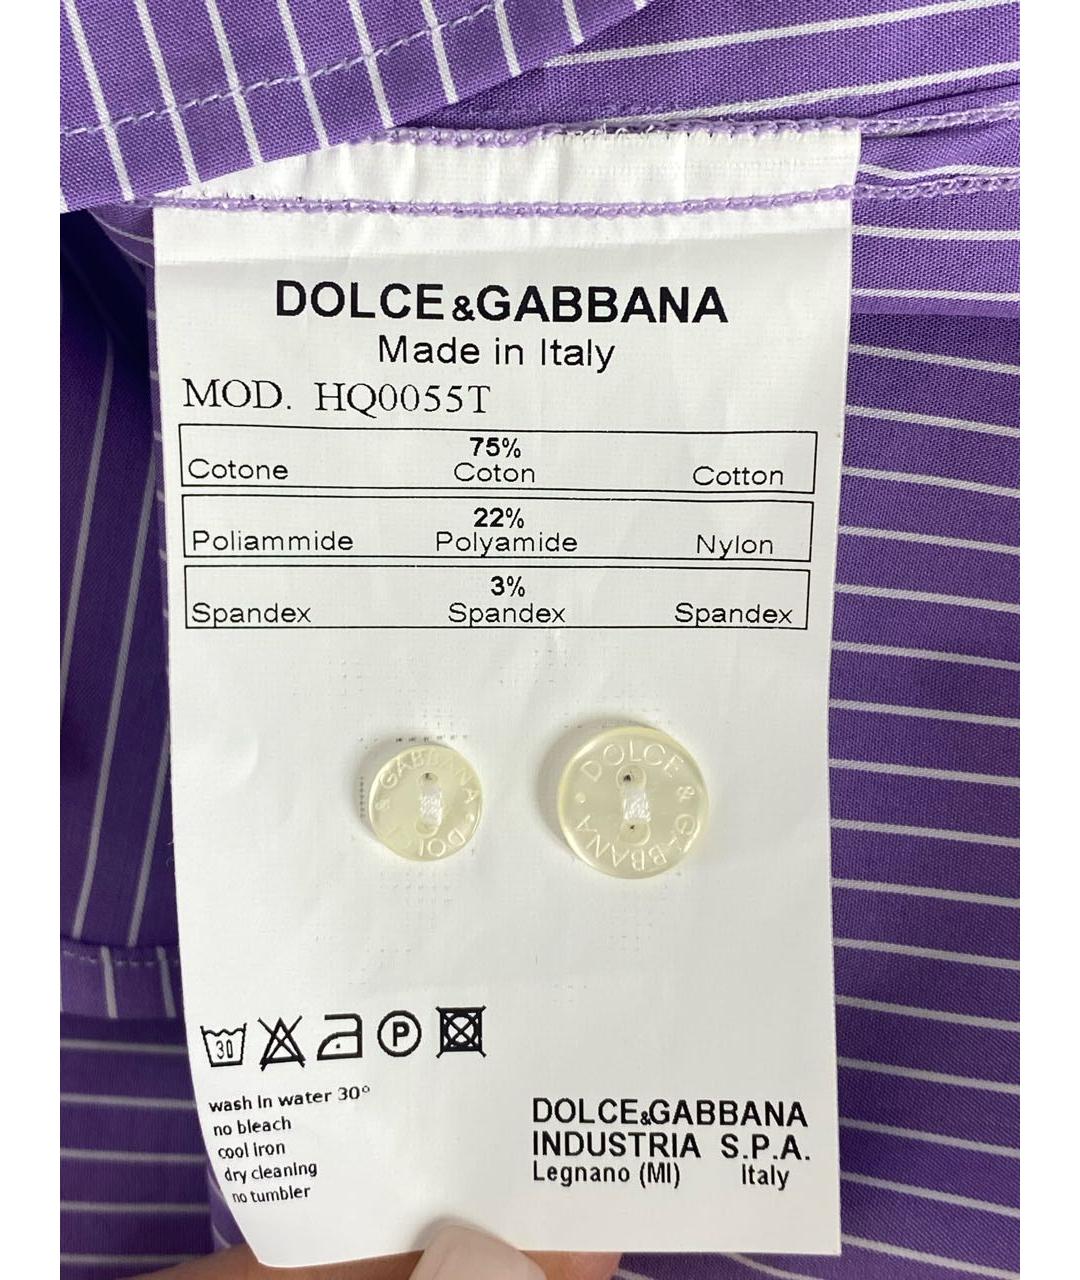 DOLCE&GABBANA
Made in Italy
MOD. HQ0055T
75%
Cotone Coton Cotton
22%
Poliammide Polyamide Nylon
3%
Spandex Spandex Spandex
GABBANA • DOL &
DOLCE & GABBANA •
30 P
wash in water 30°
no bleach
cool iron
dry cleaning
no tumbler
DOLCE&GABBANA
INDUSTRIA S.P.A.
Legnano (MI) Italy